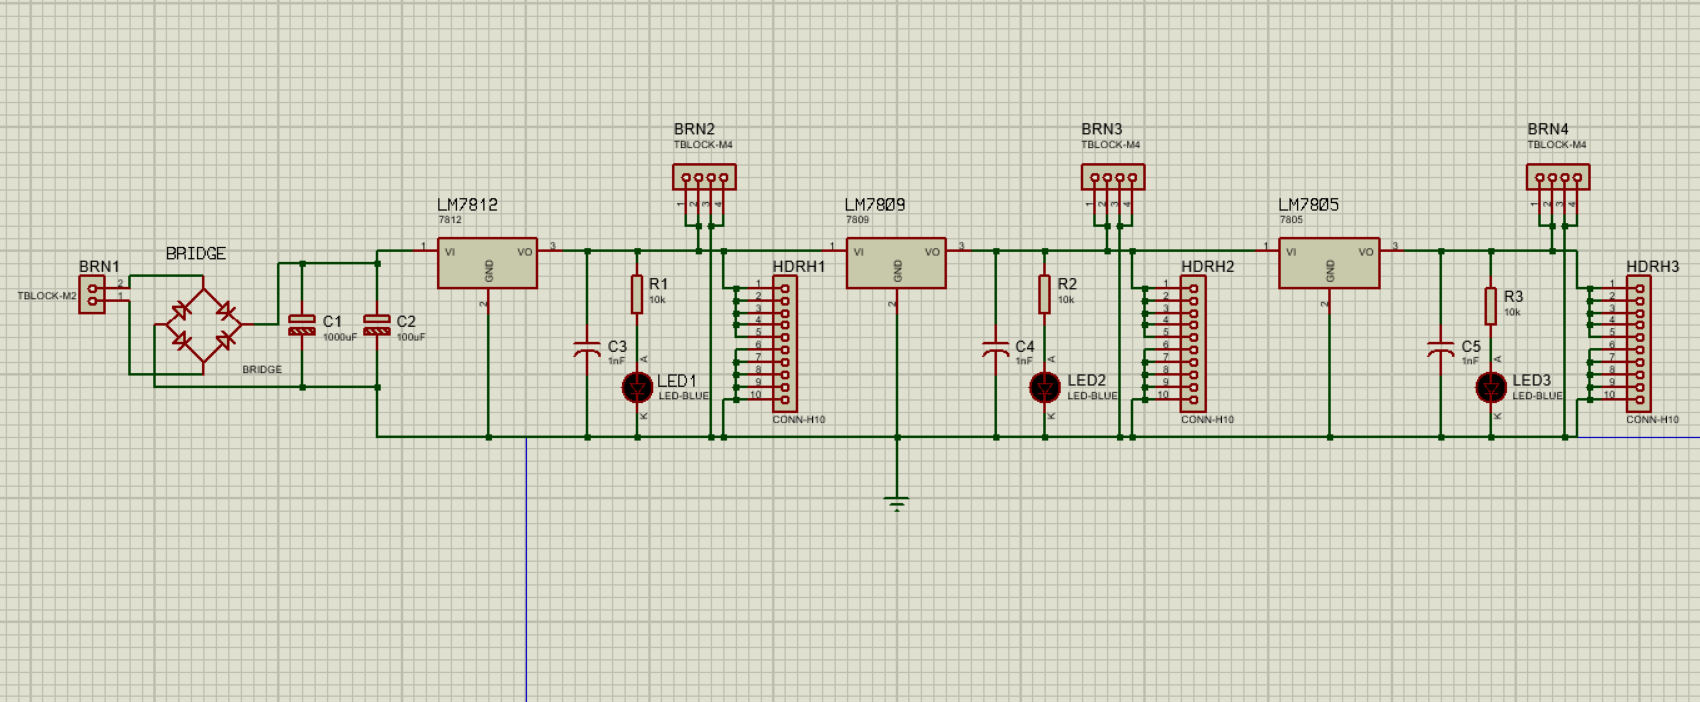 BRN1
TBLOCK-M2
2
1
BRIDGE
BRIDGE
C1
1000uF
C2
100uF
LM7812
7812
1
VI
VO
3
GND
2
C3
1nF
R1
10k
A
LED1
LED-BLUE
K
BRN2
TBLOCK-M4
1
2
3
4
HDRH1
1
2
3
4
5
6
7
8
9
10
CONN-H10
LM7809
7809
1
VI
VO
3
GND
2
C4
1nF
R2
10k
A
LED2
LED-BLUE
K
BRN3
TBLOCK-M4
1
2
3
4
HDRH2
1
2
3
4
5
6
7
8
9
10
CONN-H10
LM7805
7805
1
VI
VO
3
GND
2
C5
1nF
R3
10k
A
LED3
LED-BLUE
K
BRN4
TBLOCK-M4
1
2
3
4
HDRH3
1
2
3
4
5
6
7
8
9
10
CONN-H10